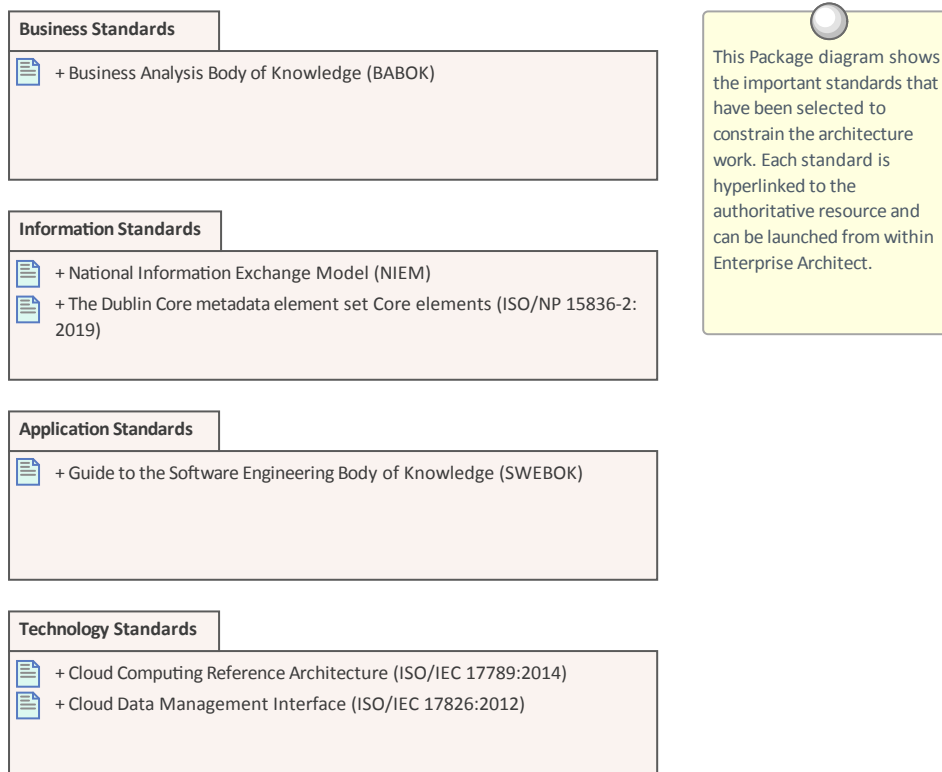 Business Standards
+ Business Analysis Body of Knowledge (BABOK)
Information Standards
+ National Information Exchange Model (NIEM)
+ The Dublin Core metadata element set Core elements (ISO/NP 15836-2:
2019)
Application Standards
+ Guide to the Software Engineering Body of Knowledge (SWEBOK)
Technology Standards
+ Cloud Computing Reference Architecture (ISO/IEC 17789:2014)
+ Cloud Data Management Interface (ISO/IEC 17826:2012)
This Package diagram shows
the important standards that
have been selected to
constrain the architecture
work. Each standard is
hyperlinked to the
authoritative resource and
can be launched from within
Enterprise Architect.